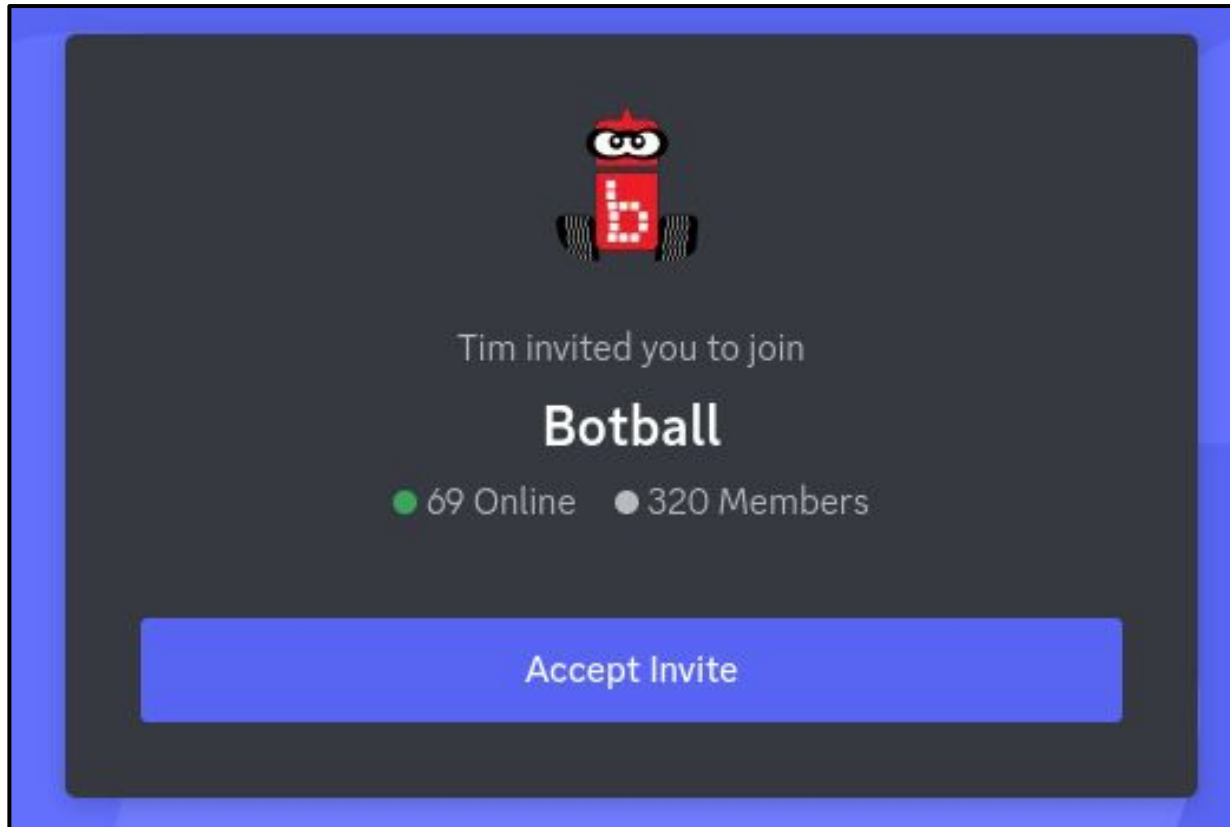 b
Tim invited you to join
Botball
69 Online 320 Members
Accept Invite